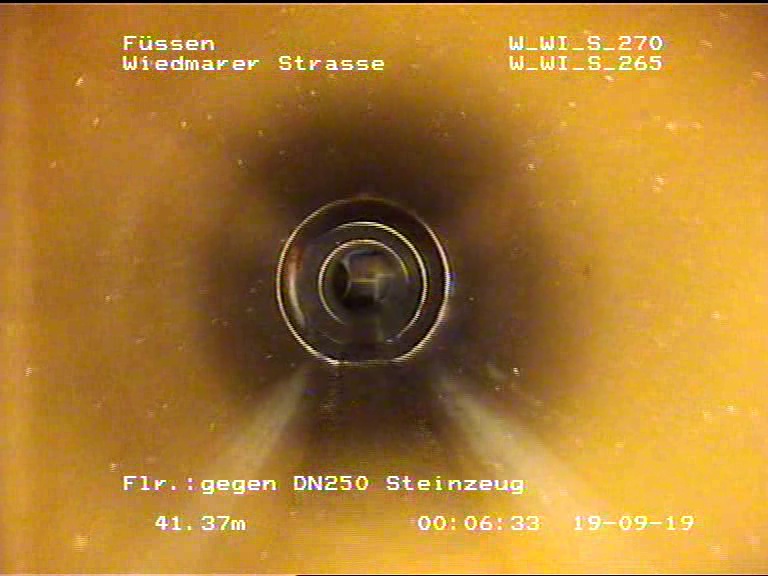 Füssen W_WI_S_270
Wiedmarer Strasse W_WI_S_265
Flr.:gegen DN250 Steinzeug
41.37m 00:06:33 19-09-19